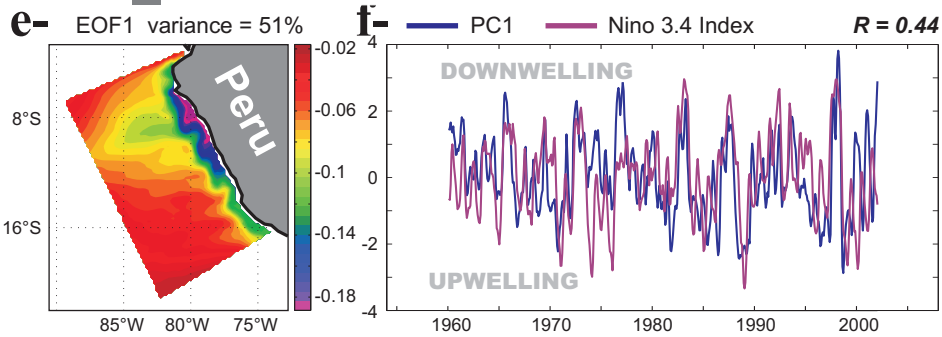 e- EOF1 variance = 51%
-0.02
-0.06
-0.1
-0.14
-0.18
8°S
16°S
85°W 80°W 75°W
Peru
f- PC1 Nino 3.4 Index R = 0.44
4
2
0
-2
-4
DOWNWELLING
UPWELLING
1960 1970 1980 1990 2000